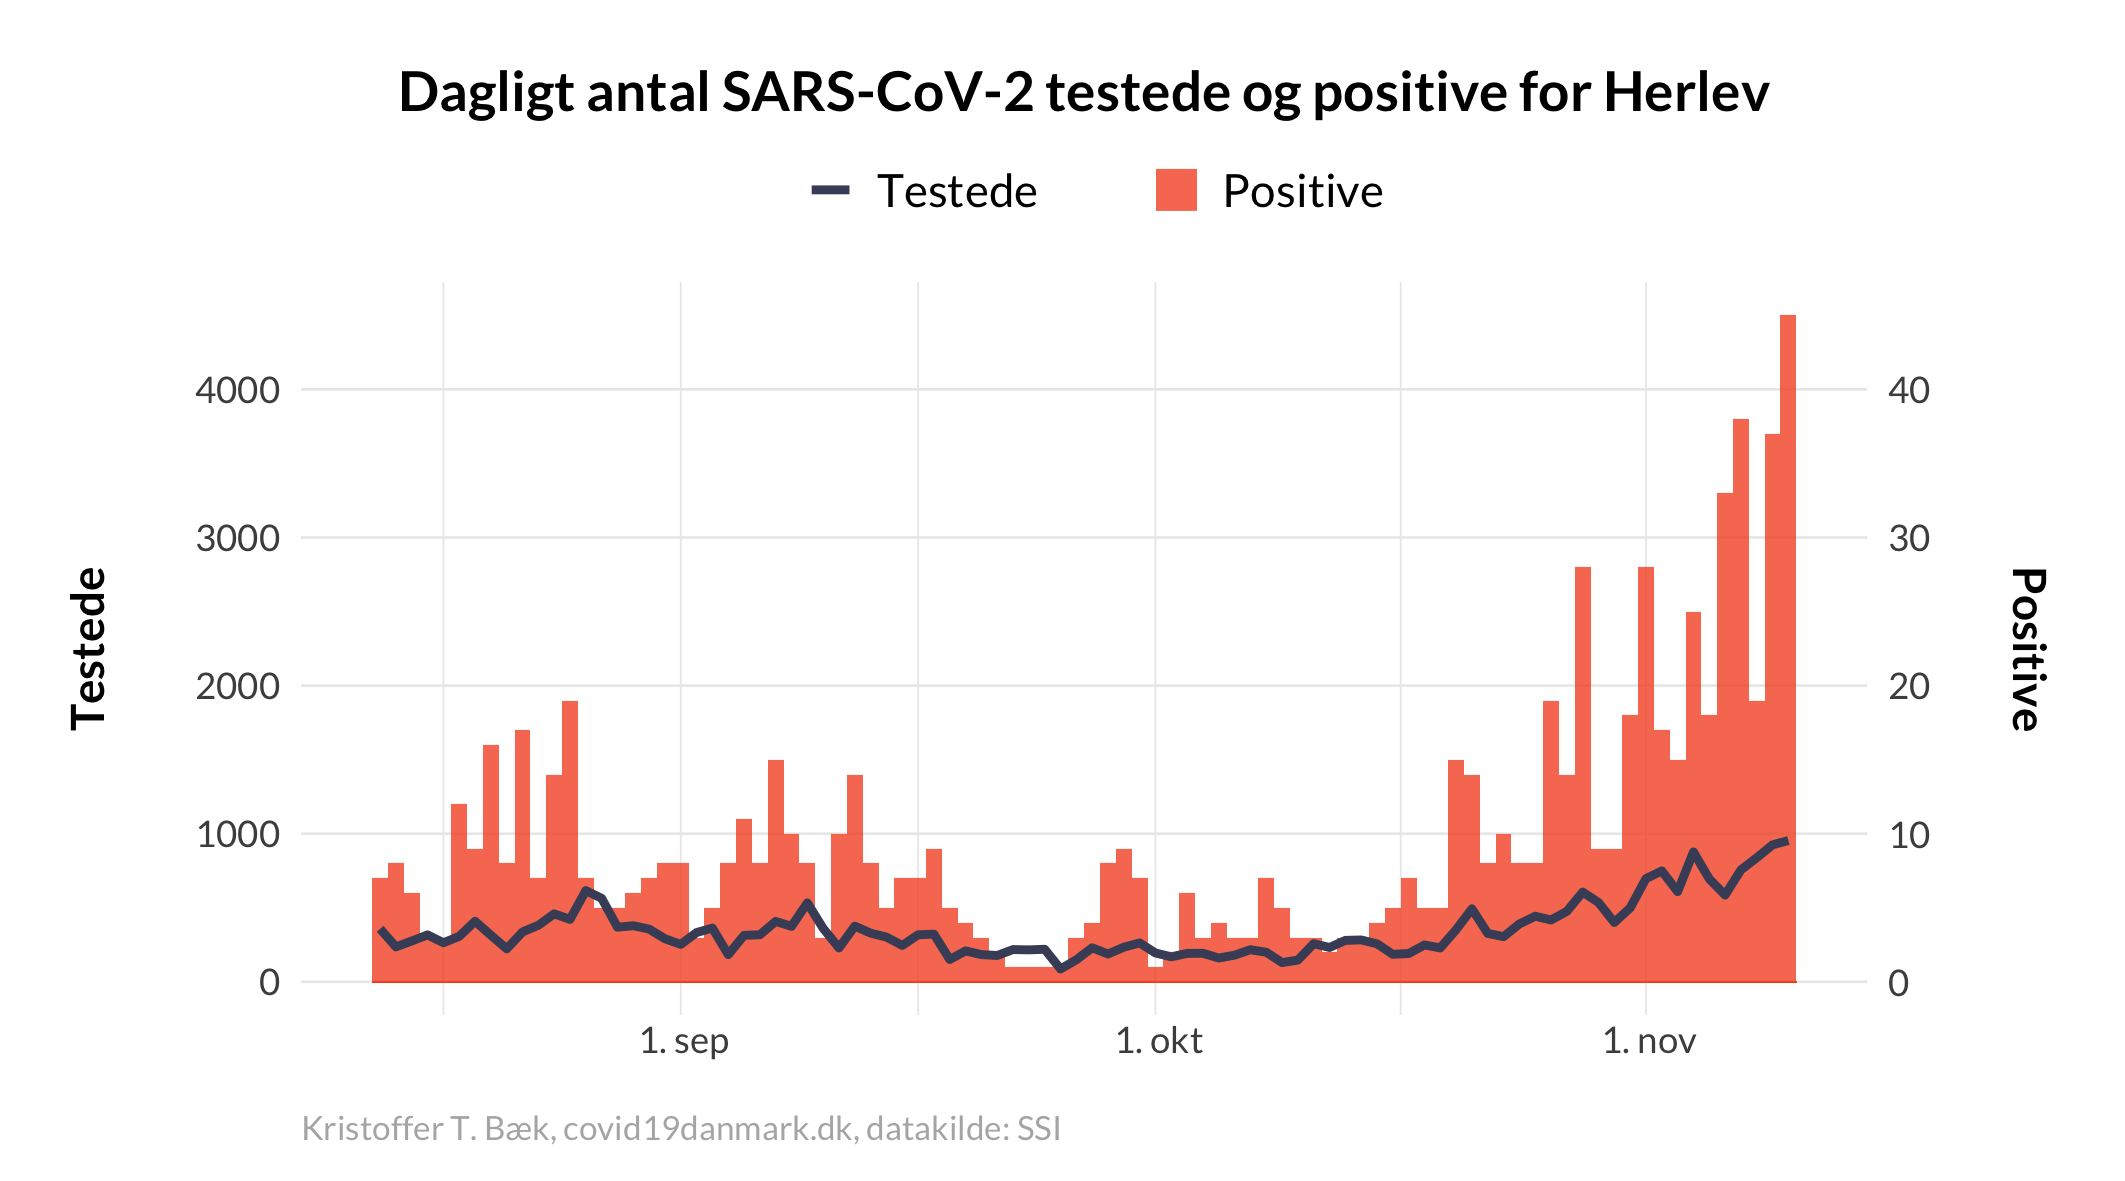 Dagligt antal SARS-CoV-2 testede og positive for Herlev
Testede
Positive
4000
3000
2000
1000
0
Testede
40
30
20
10
0
Positive
1. sep
1. okt
1. nov
Kristoffer T. Bæk, covid19danmark.dk, datakilde: SSI